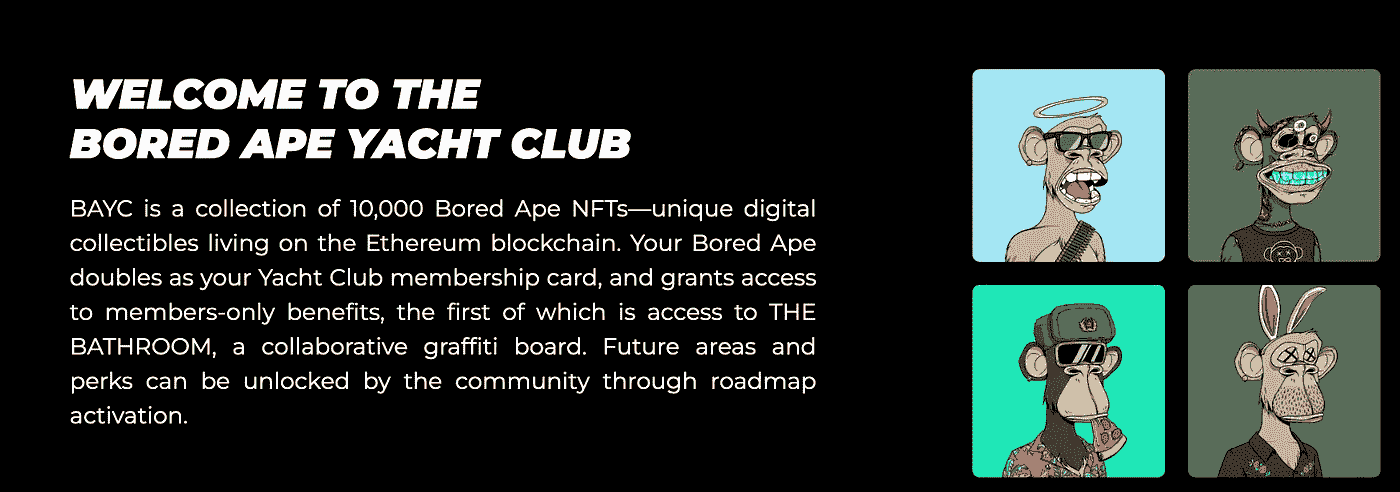 WELCOME TO THE
BORED APE YACHT CLUB
BAYC is a collection of 10,000 Bored Ape NFTs—unique digital
collectibles living on the Ethereum blockchain. Your Bored Ape
doubles as your Yacht Club membership card, and grants access
to members-only benefits, the first of which is access to THE
BATHROOM, a collaborative graffiti board. Future areas and
perks can be unlocked by the community through roadmap
activation.